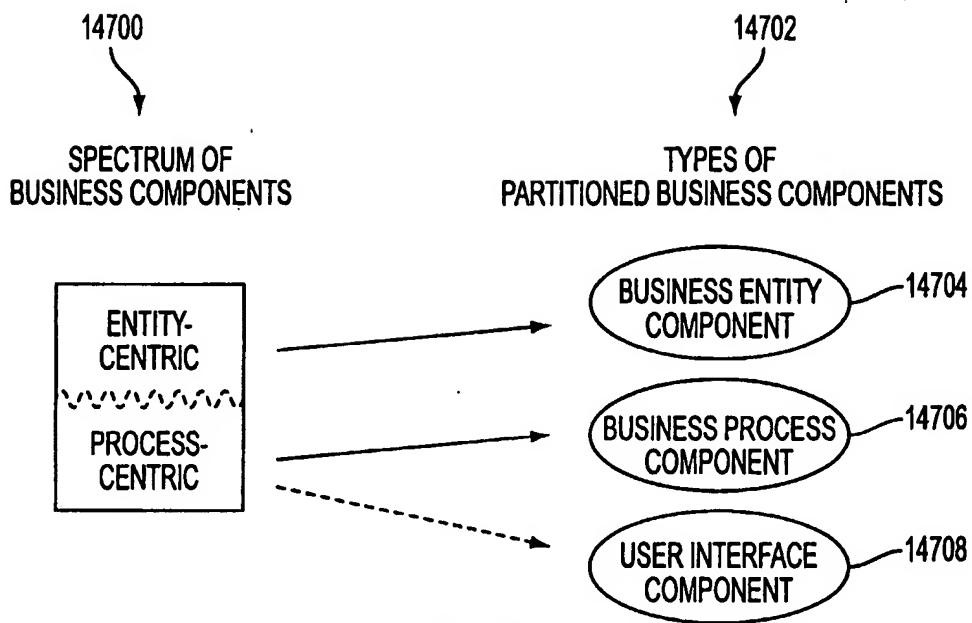 14700
14702
SPECTRUM OF
BUSINESS COMPONENTS
TYPES OF
PARTITIONED BUSINESS COMPONENTS
ENTITY-
CENTRIC
PROCESS-
CENTRIC
BUSINESS ENTITY
COMPONENT
14704
BUSINESS PROCESS
COMPONENT
14706
USER INTERFACE
COMPONENT
14708